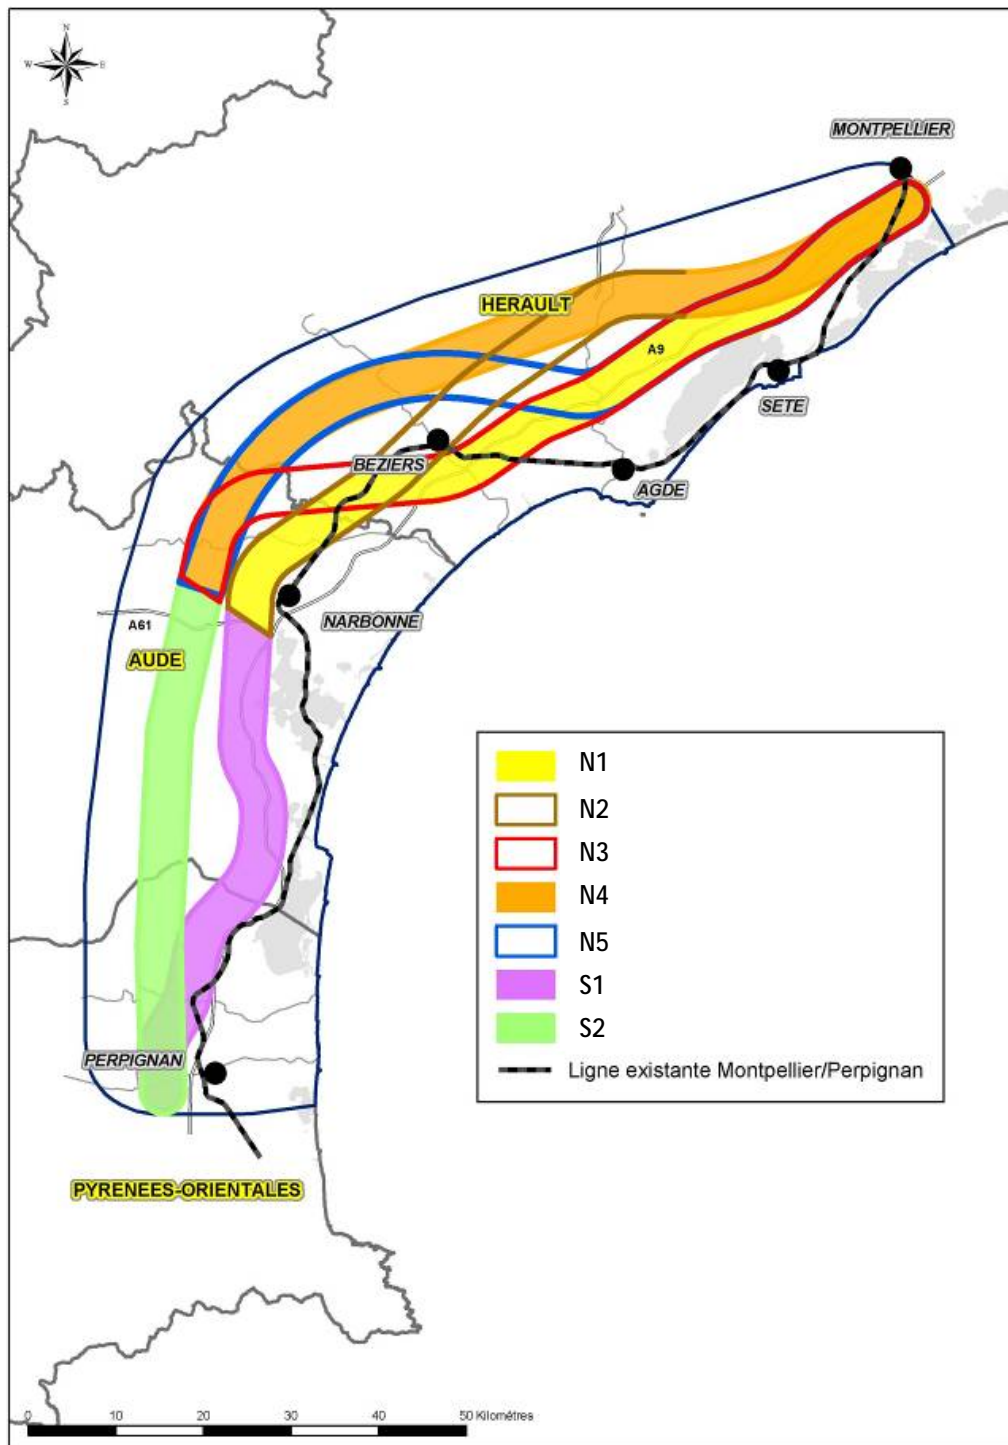 N
W E
S
MONTPELLIER
HERAULT
A9
SETE
BEZIERS
AGDE
NARBONNE
A61
AUDE
N1
N2
N3
N4
N5
S1
S2
Ligne existante Montpellier/Perpignan
PERPIGNAN
PYRENEES-ORIENTALES
0 10 20 30 40 50 Kilométres